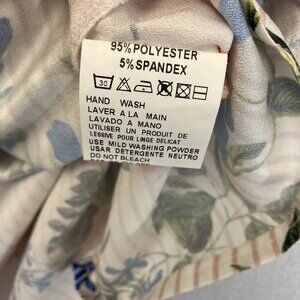 95% POLYESTER
5% SPANDEX
30
HAND WASH
LAVER A LA MAIN
LAVADO A MANO
UTILISER UN PRODUIT DE
LESSIVE POUR LINGE DELICAT
USE MILD WASHING POWDER
USAR DETERGENTE NEUTRO
DO NOT BLEACH